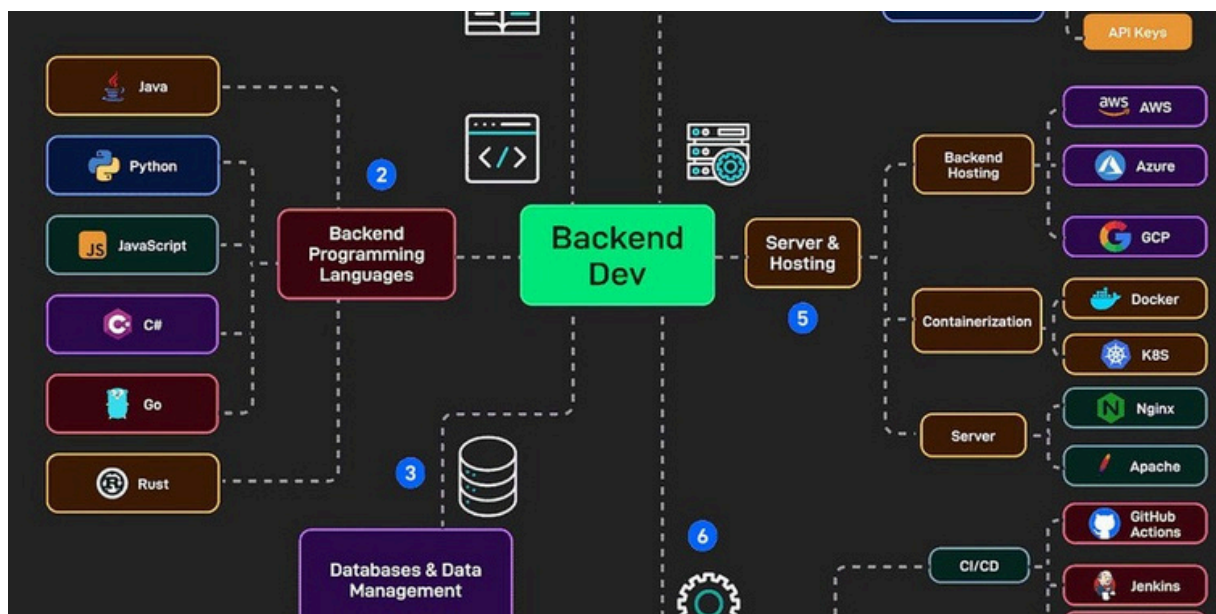 API Keys
Java
Python
JavaScript
JS
C#
Go
Rust
2
Backend
Programming
Languages
</>
Backend
Dev
3
Databases & Data
Management
Server &
Hosting
5
Backend
Hosting
aws AWS
Azure
GCP
Containerization
Docker
K8S
Server
Nginx
Apache
6
CI/CD
GitHub
Actions
Jenkins